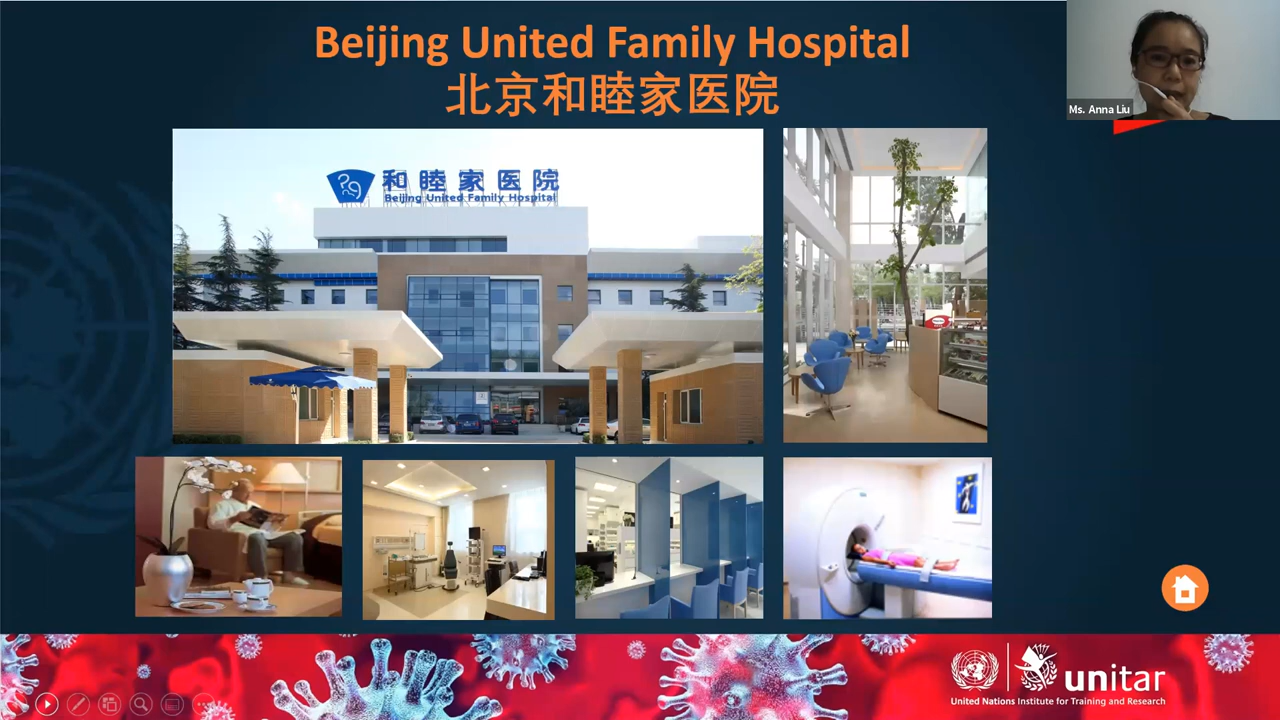 Beijing United Family Hospital
北京和睦家医院
Ms. Anna Liu
和睦家医院
Beijing United Family Hospital
unitar
United Nations Institute for Training and Research